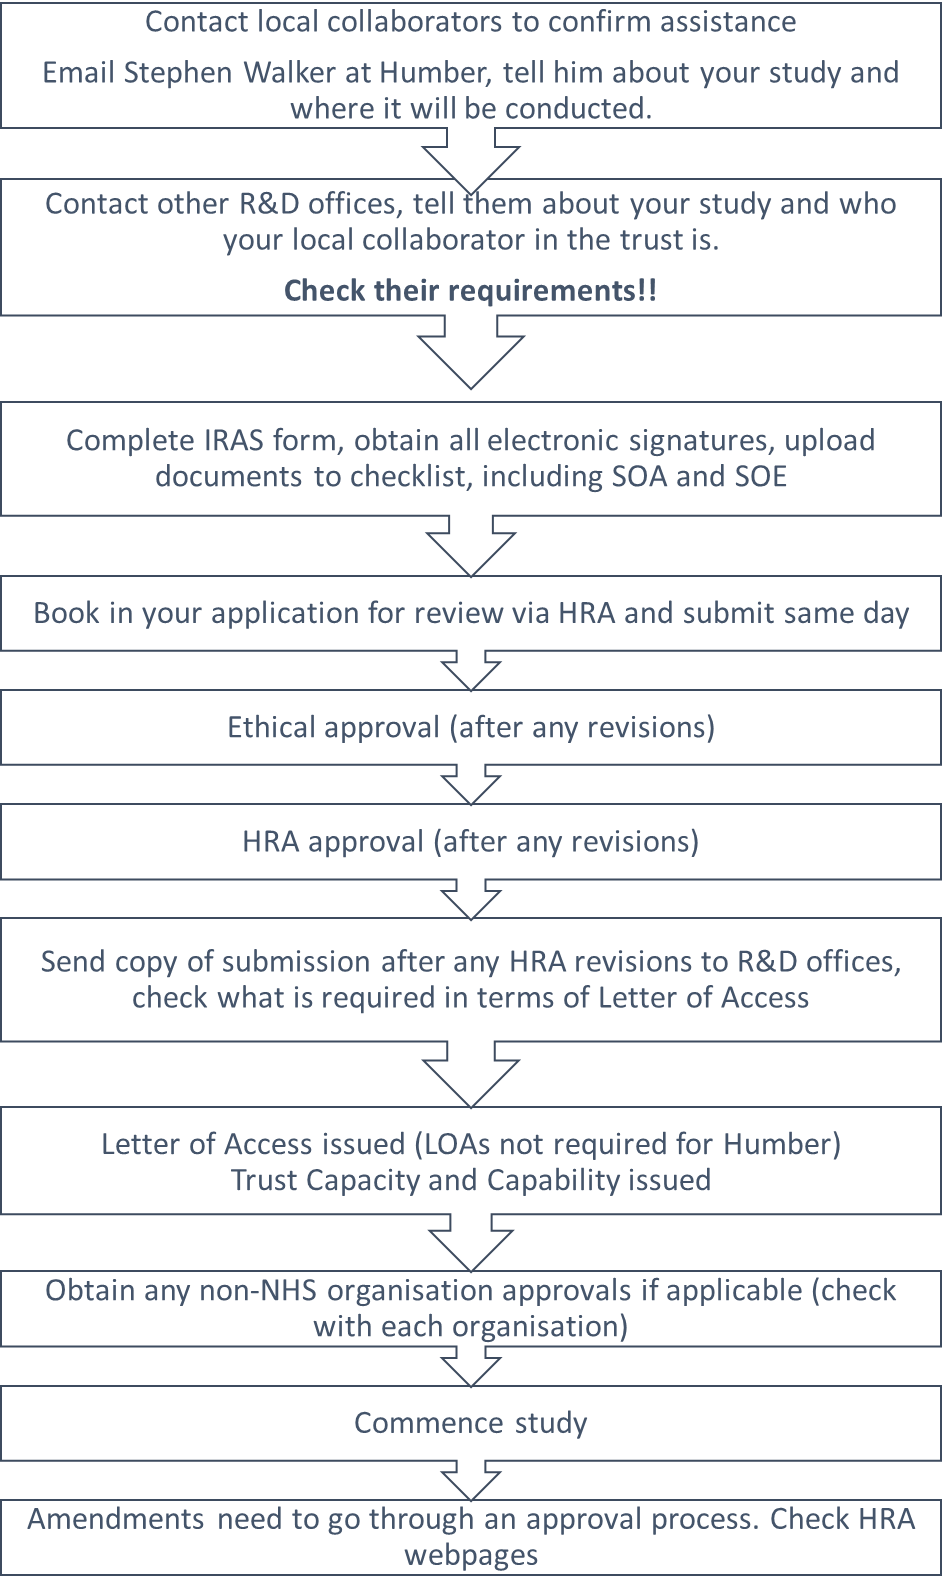 Contact local collaborators to confirm assistance
Email Stephen Walker at Humber, tell him about your study and
where it will be conducted.
Contact other R&D offices, tell them about your study and who
your local collaborator in the trust is.
Check their requirements!!
Complete IRAS form, obtain all electronic signatures, upload
documents to checklist, including SOA and SOE
Book in your application for review via HRA and submit same day
Ethical approval (after any revisions)
HRA approval (after any revisions)
Send copy of submission after any HRA revisions to R&D offices,
check what is required in terms of Letter of Access
Letter of Access issued (LOAs not required for Humber)
Trust Capacity and Capability issued
Obtain any non-NHS organisation approvals if applicable (check
with each organisation)
Commence study
Amendments need to go through an approval process. Check HRA
webpages